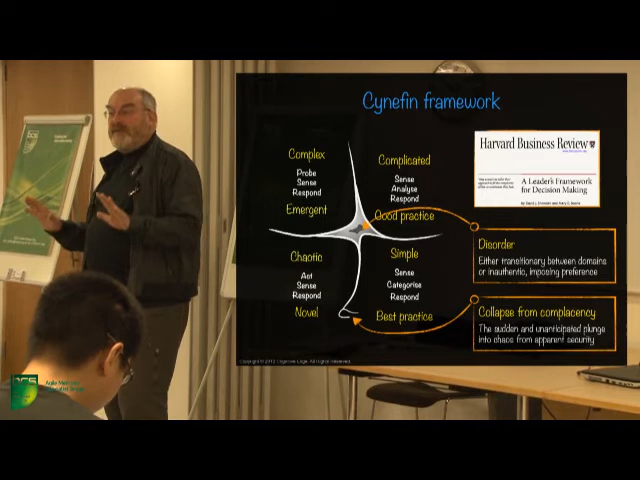 Cynefin framework
Complex
Probe
Sense
Respond
Emergent
Complicated
Sense
Analyse
Respond
Good practice
Chaotic
Act
Sense
Respond
Novel
Simple
Sense
Categorise
Respond
Best practice
Harvard Business Review
A Leader's Framework
for Decision Making
Disorder
Either transitionary between domains
or inauthentic, imposing preference
Collapse from complacency
The sudden and unanticipated plunge
into chaos from apparent security
bcs